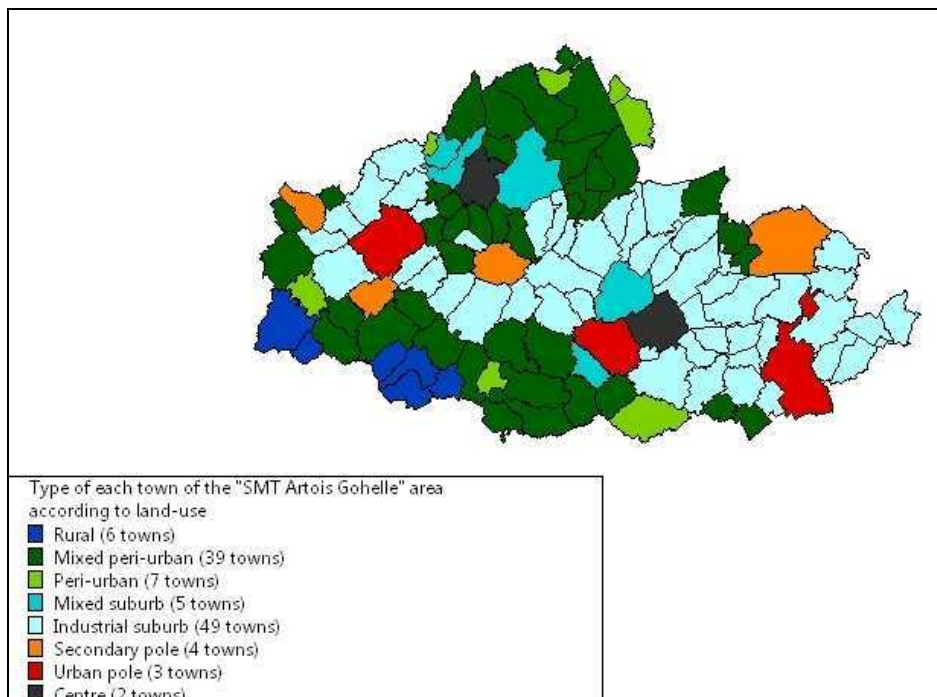 Type of each town of the "SMT Artois Gohelle" area
according to land-use
Rural (6 towns)
Mixed peri-urban (39 towns)
Peri-urban (7 towns)
Mixed suburb (5 towns)
Industrial suburb (49 towns)
Secondary pole (4 towns)
Urban pole (3 towns)
Centre (2 towns)